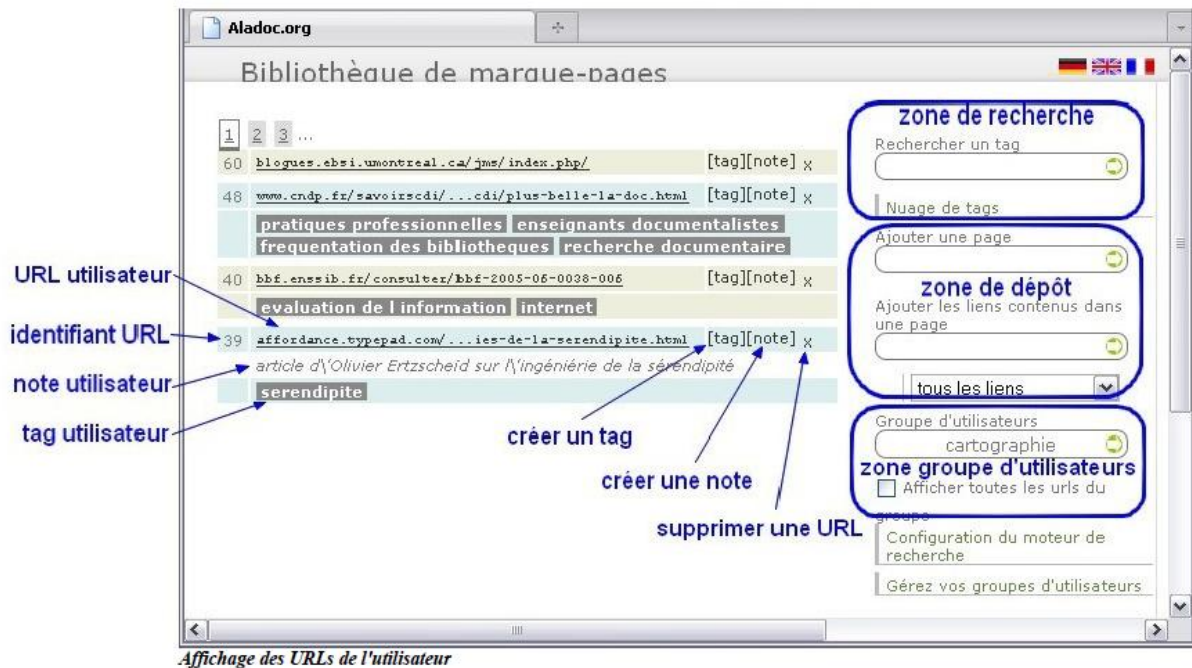 Aladoc.org
Bibliothèque de marque-pages
1 2 3 ...
60 blogues.ebsi.umontreal.ca/jms/index.php/ [tag][note] x
48 www.cndp.fr/savoirscdi/...cdi/plus-belle-la-doc.html [tag][note] x
pratiques professionnelles enseignants documentalistes
frequentation des bibliotheques recherche documentaire
40 bbf.enssib.fr/consulter/bbf-2005-06-0038-006 [tag][note] x
evaluation de l information internet
39 affordance.typepad.com/...ies-de-la-serendipite.html [tag][note] x
article d\'Olivier Ertzscheid sur l\'ingéniérie de la sérendipité
serendipite
URL utilisateur
identifiant URL
note utilisateur
tag utilisateur
créer un tag
créer une note
supprimer une URL
zone de recherche
Rechercher un tag
Nuage de tags
Ajouter une page
zone de dépôt
Ajouter les liens contenus dans
une page
tous les liens
Groupe d'utilisateurs
cartographie
zone groupe d'utilisateurs
Afficher toutes les urls du
groupe
Configuration du moteur de
recherche
Gérez vos groupes d'utilisateurs
Affichage des URLs de l'utilisateur